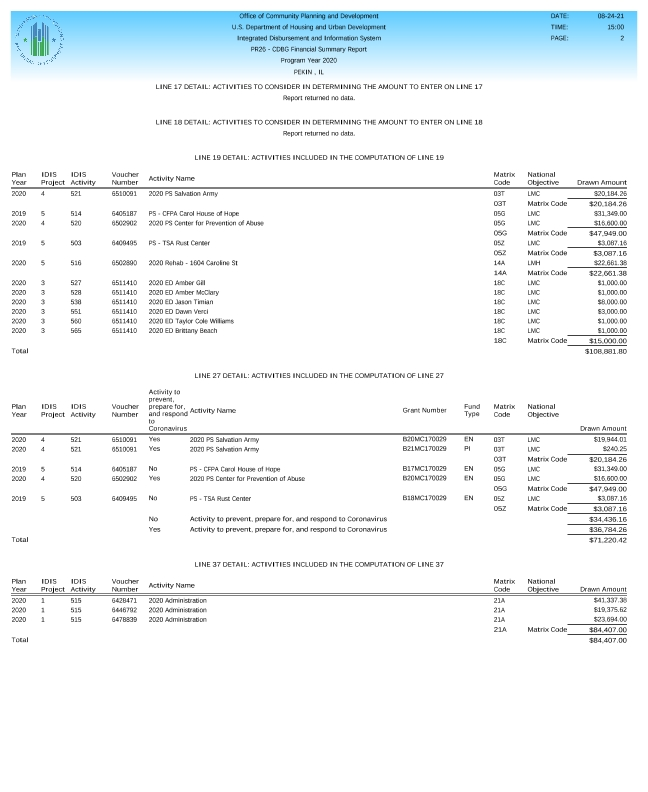 Office of Community Planning and Development DATE: 08-24-21
U.S. Department of Housing and Urban Development TIME: 15:00
Integrated Disbursement and Information System PAGE: 2
PR26 - CDBG Financial Summary Report
Program Year 2020
PEKIN , IL
LINE 17 DETAIL: ACTIVITIES TO CONSIDER IN DETERMINING THE AMOUNT TO ENTER ON LINE 17
Report returned no data.
LINE 18 DETAIL: ACTIVITIES TO CONSIDER IN DETERMINING THE AMOUNT TO ENTER ON LINE 18
Report returned no data.
LINE 19 DETAIL: ACTIVITIES INCLUDED IN THE COMPUTATION OF LINE 19
Plan IDIS IDIS Voucher Matrix National
Year Project Activity Number Activity Name Code Objective Drawn Amount
2020 4 521 6510091 2020 PS Salvation Army 03T LMC $20,184.26
03T Matrix Code $20,184.26
2019 5 514 6405187 PS - CFPA Carol House of Hope 05G LMC $31,349.00
2020 4 520 6502902 2020 PS Center for Prevention of Abuse 05G LMC $16,600.00
05G Matrix Code $47,949.00
2019 5 503 6409495 PS - TSA Rust Center 05Z LMC $3,087.16
05Z Matrix Code $3,087.16
2020 5 516 6502890 2020 Rehab - 1604 Caroline St 14A LMH $22,661.38
14A Matrix Code $22,661.38
2020 3 527 6511410 2020 ED Amber Gill 18C LMC $1,000.00
2020 3 528 6511410 2020 ED Amber McClary 18C LMC $1,000.00
2020 3 538 6511410 2020 ED Jason Timian 18C LMC $8,000.00
2020 3 551 6511410 2020 ED Dawn Verci 18C LMC $3,000.00
2020 3 560 6511410 2020 ED Taylor Cole Williams 18C LMC $1,000.00
2020 3 565 6511410 2020 ED Brittany Beach 18C LMC $1,000.00
18C Matrix Code $15,000.00
Total $108,881.80
LINE 27 DETAIL: ACTIVITIES INCLUDED IN THE COMPUTATION OF LINE 27
Activity to
prevent,
Plan IDIS IDIS Voucher prepare for, Activity Name Grant Number Fund Matrix National
Year Project Activity Number and respond Type Code Objective
to
Coronavirus Drawn Amount
2020 4 521 6510091 Yes 2020 PS Salvation Army B20MC170029 EN 03T LMC $19,944.01
2020 4 521 6510091 Yes 2020 PS Salvation Army B21MC170029 PI 03T LMC $240.25
03T Matrix Code $20,184.26
2019 5 514 6405187 No PS - CFPA Carol House of Hope B17MC170029 EN 05G LMC $31,349.00
2020 4 520 6502902 Yes 2020 PS Center for Prevention of Abuse B20MC170029 EN 05G LMC $16,600.00
05G Matrix Code $47,949.00
2019 5 503 6409495 No PS - TSA Rust Center B18MC170029 EN 05Z LMC $3,087.16
05Z Matrix Code $3,087.16
No Activity to prevent, prepare for, and respond to Coronavirus $34,436.16
Yes Activity to prevent, prepare for, and respond to Coronavirus $36,784.26
Total $71,220.42
LINE 37 DETAIL: ACTIVITIES INCLUDED IN THE COMPUTATION OF LINE 37
Plan IDIS IDIS Voucher Matrix National
Year Project Activity Number Activity Name Code Objective Drawn Amount
2020 1 515 6428471 2020 Administration 21A $41,337.38
2020 1 515 6446792 2020 Administration 21A $19,375.62
2020 1 515 6478839 2020 Administration 21A $23,694.00
21A Matrix Code $84,407.00
Total $84,407.00